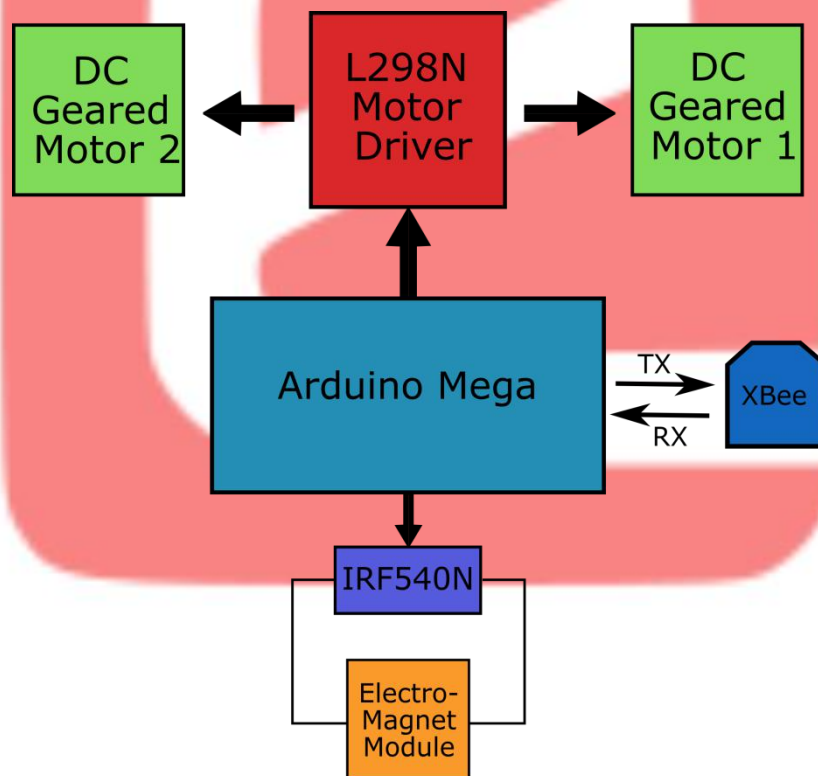 DC
Geared
Motor 2
L298N
Motor
Driver
DC
Geared
Motor 1
Arduino Mega
TX
RX
XBee
IRF540N
Electro-
Magnet
Module